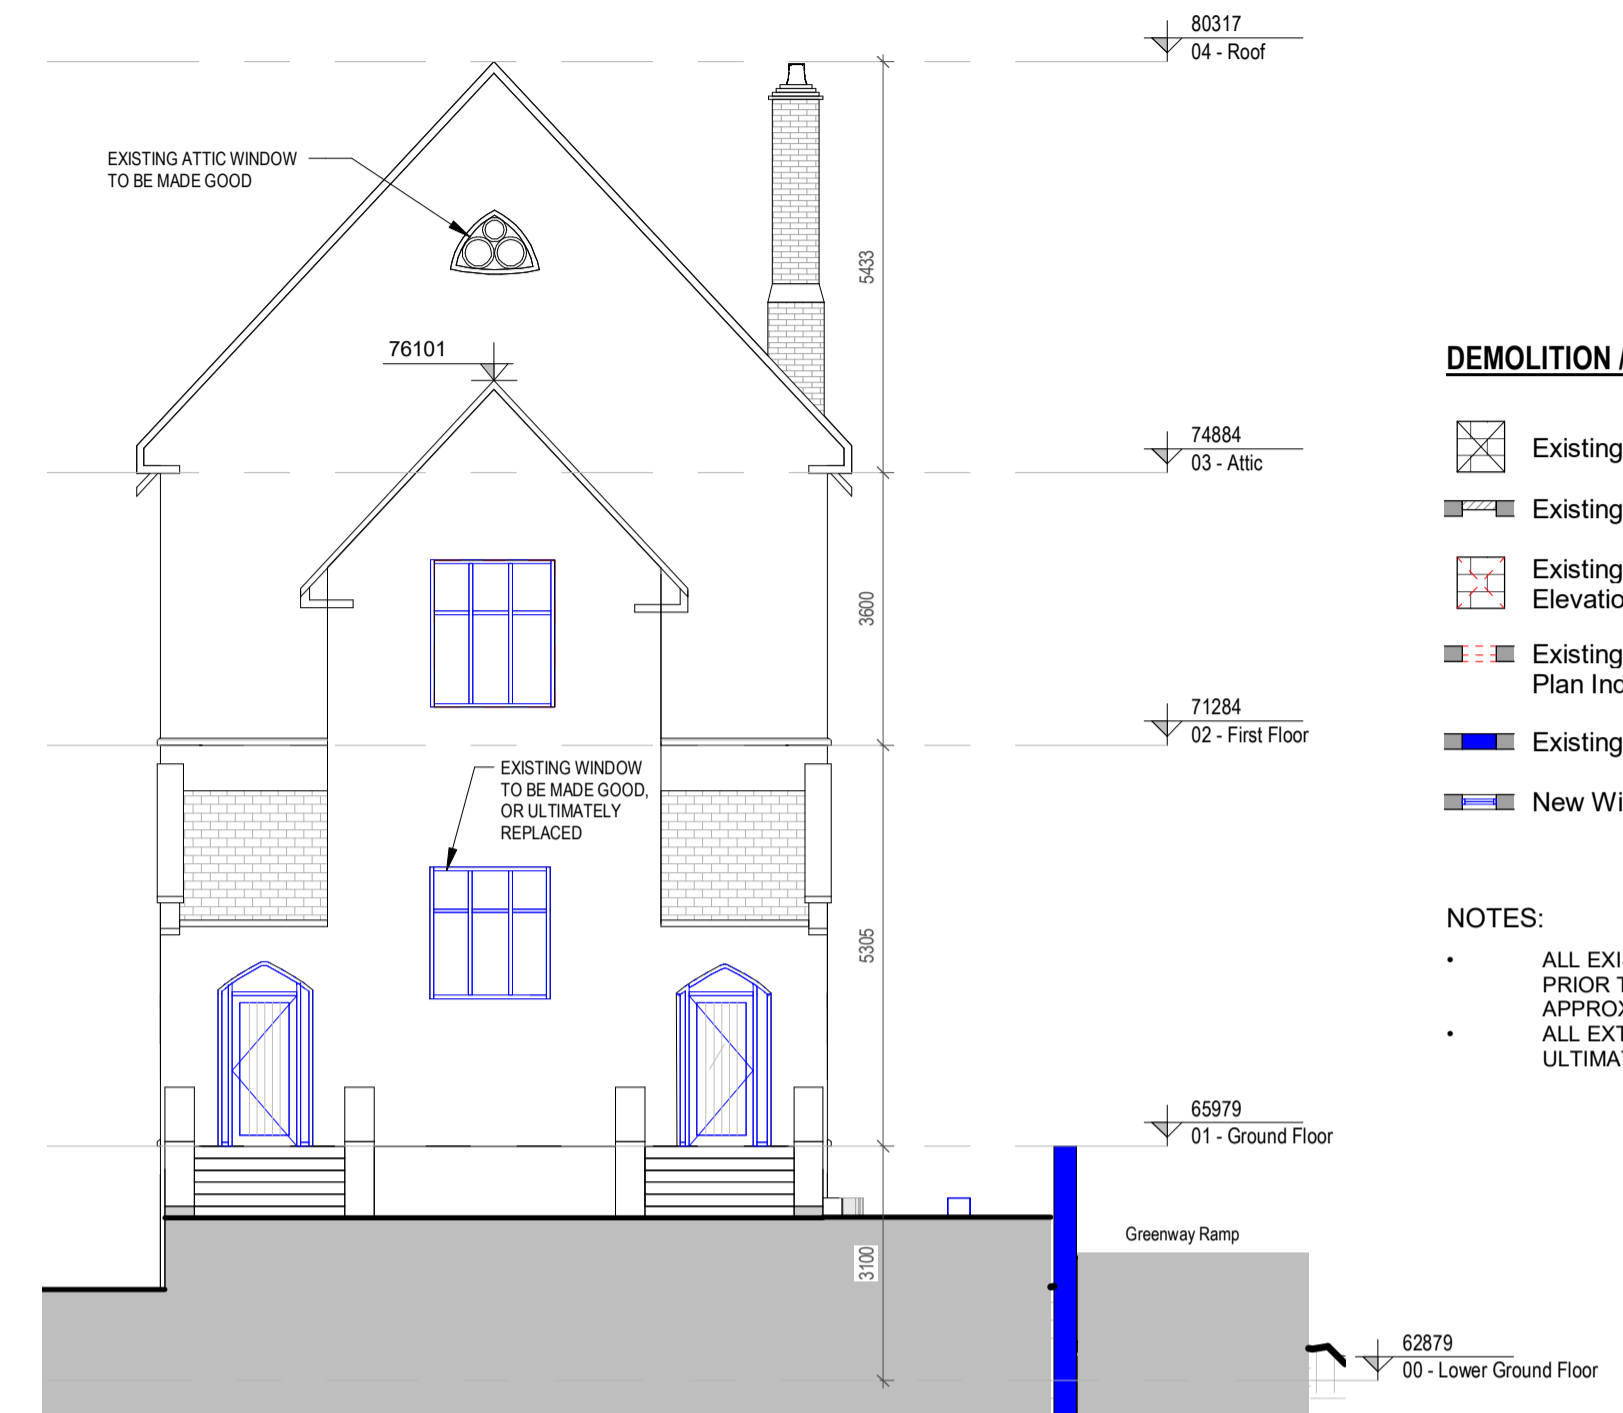 80317
04 - Roof
EXISTING ATTIC WINDOW
TO BE MADE GOOD
5433
76101
74884
03 - Attic
3600
71284
02 - First Floor
EXISTING WINDOW
TO BE MADE GOOD,
OR ULTIMATELY
REPLACED
5305
65979
01 - Ground Floor
Greenway Ramp
3100
62879
00 - Lower Ground Floor
DEMOLITION
Existing
Existing
Existing
Elevatio
Existing
Plan Ind
Existing
New Wi
NOTES:
• ALL EXI
PRIOR T
APPROX
• ALL EXT
ULTIMAT